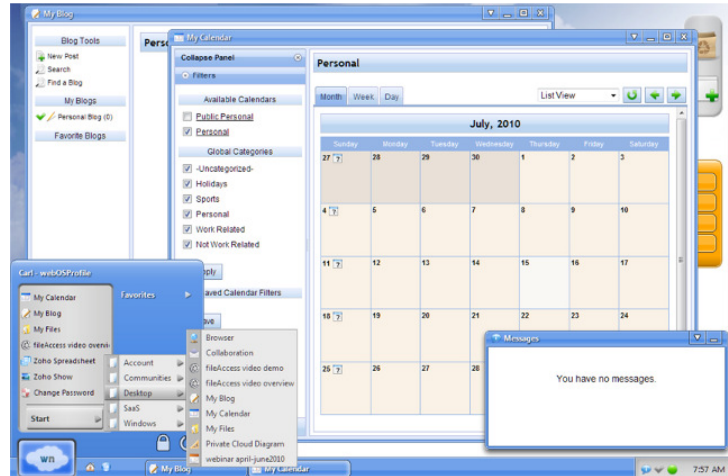 My Blog
Blog Tools
New Post
Search
Find a Blog
My Blogs
Personal Blog (0)
Favorite Blogs
My Calendar
Collapse Panel
Filters
Available Calendars
Public Personal
Personal
Global Categories
-Uncategorized-
Holidays
Sports
Personal
Work Related
Not Work Related
Personal
Month Week Day
List View
July, 2010
Sunday Monday Tuesday Wednesday Thursday Friday Saturday
27 ? 28 29 30 1 2 3
4 ? 5 6 7 8 9 10
11 ? 12 13 14 15 16 17
18 ? 19 20 21 22 23 24
25 ? 26 27 28
Carl - webOSProfile
My Calendar
My Blog
My Files
fileAccess video overvi
Zoho Spreadsheet
Zoho Show
Change Password
Start
Favorites
Account
Communities
Desktop
SaaS
Windows
Browser
Collaboration
fileAccess video demo
fileAccess video overview
My Blog
My Calendar
My Files
Private Cloud Diagram
webinar april-june2010
Messages
You have no messages.
wn
My Blog
My Calendar
7:57 AM